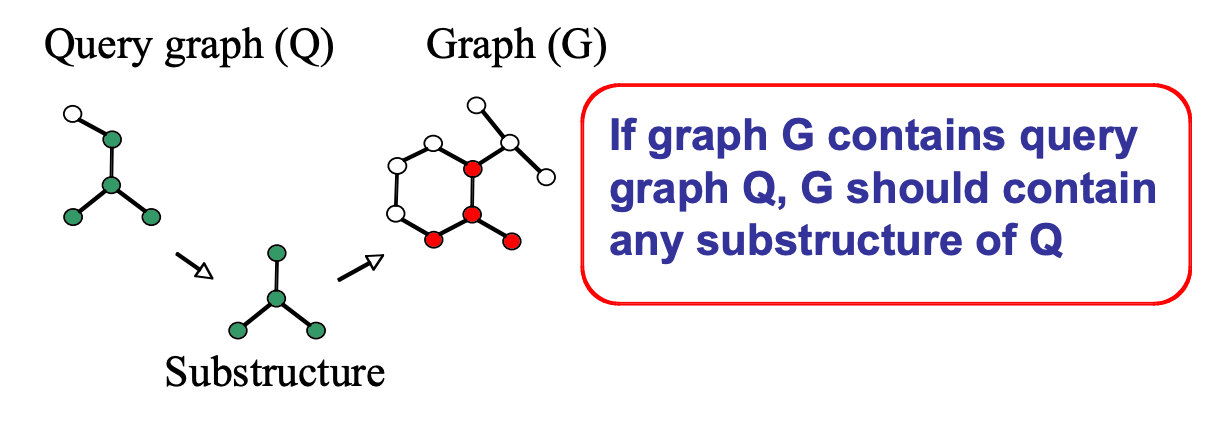 Query graph (Q)
Graph (G)
If graph G contains query
graph Q, G should contain
any substructure of Q
Substructure